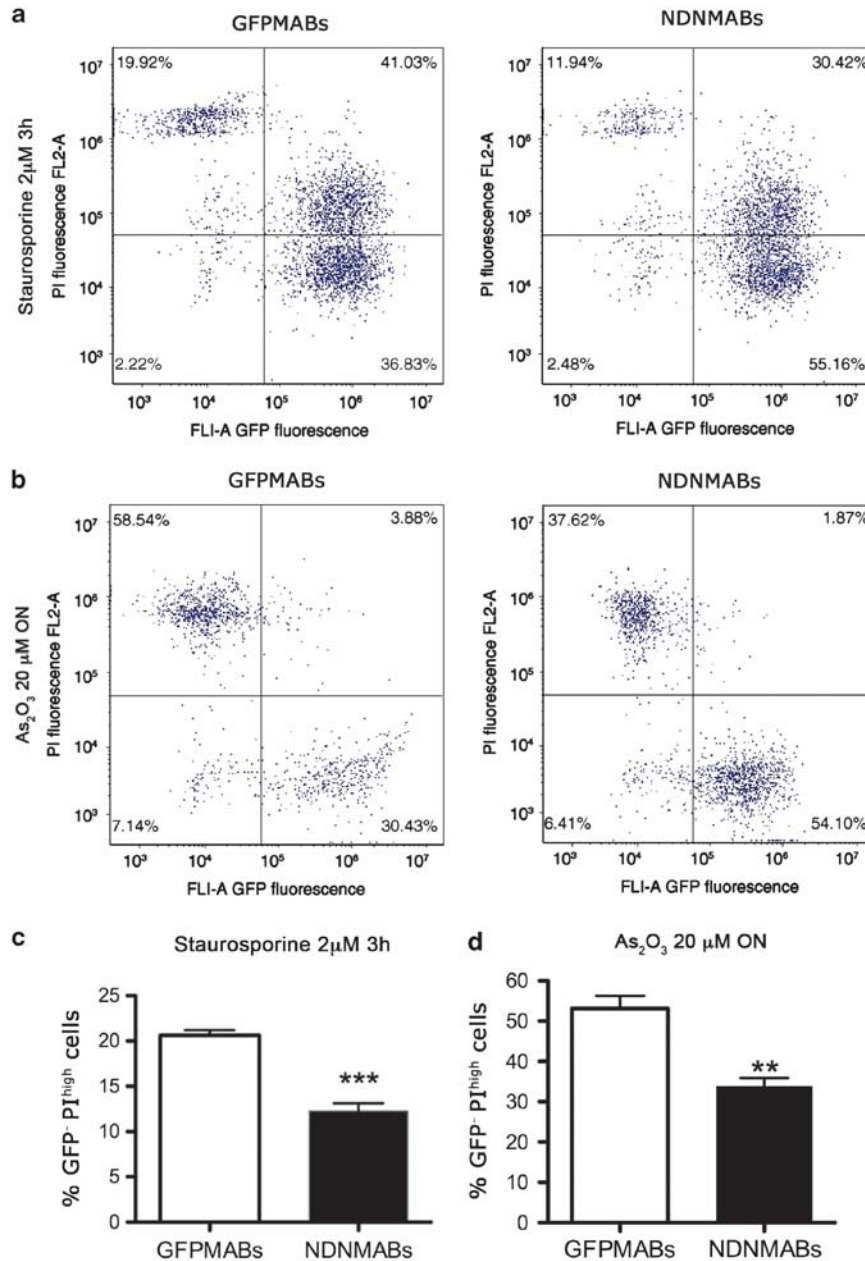 a
GFPMABs
NDNMABs
Staurosporine 2μM 3h
PI fluorescence FL2-A
10⁷
10⁶
10⁵
10⁴
10³
19.92%
41.03%
2.22%
36.83%
10³ 10⁴ 10⁵ 10⁶ 10⁷
FLI-A GFP fluorescence
PI fluorescence FL2-A
10⁷
10⁶
10⁵
10⁴
10³
11.94%
30.42%
2.48%
55.16%
10³ 10⁴ 10⁵ 10⁶ 10⁷
FLI-A GFP fluorescence
b
GFPMABs
NDNMABs
As₂O₃ 20 μM ON
PI fluorescence FL2-A
10⁷
10⁶
10⁵
10⁴
10³
58.54%
3.88%
7.14%
30.43%
10³ 10⁴ 10⁵ 10⁶ 10⁷
FLI-A GFP fluorescence
PI fluorescence FL2-A
10⁷
10⁶
10⁵
10⁴
10³
37.62%
1.87%
6.41%
54.10%
10³ 10⁴ 10⁵ 10⁶ 10⁷
FLI-A GFP fluorescence
c
Staurosporine 2μM 3h
% GFP⁻ PIʰⁱᵍʰ cells
25
20
15
10
5
0
***
GFPMABs NDNMABs
d
As₂O₃ 20 μM ON
% GFP⁻ PIʰⁱᵍʰ cells
60
50
40
30
20
10
0
**
GFPMABs NDNMABs